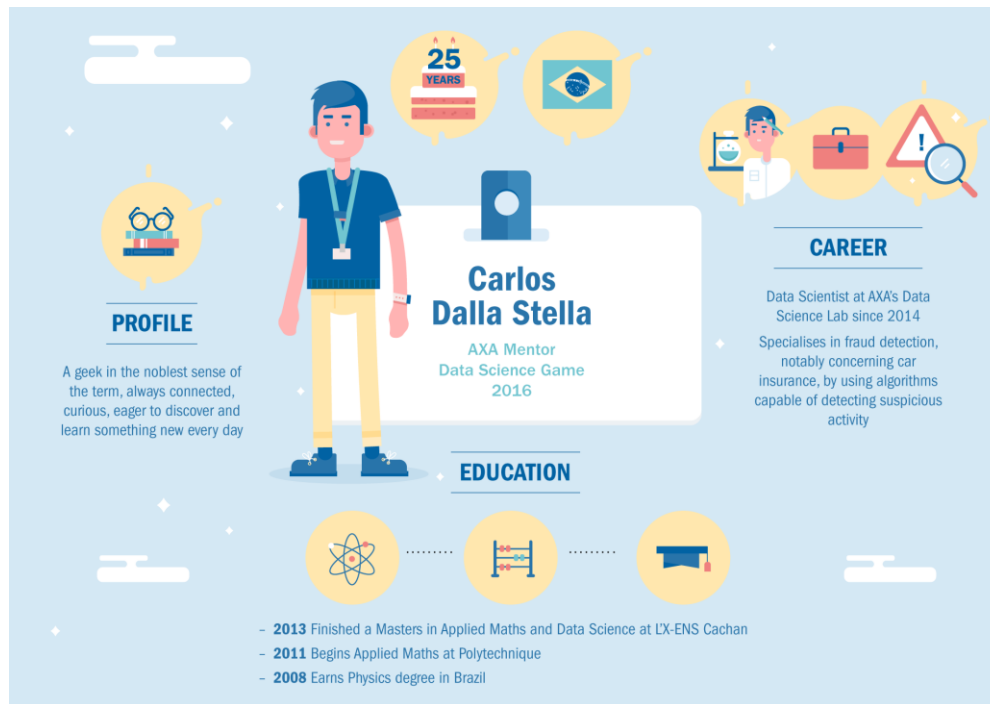 25
YEARS
Carlos
Dalla Stella
AXA Mentor
Data Science Game
2016
PROFILE
A geek in the noblest sense of
the term, always connected,
curious, eager to discover and
learn something new every day
!
CAREER
Data Scientist at AXA's Data
Science Lab since 2014
Specialises in fraud detection,
notably concerning car
insurance, by using algorithms
capable of detecting suspicious
activity
EDUCATION
– 2013 Finished a Masters in Applied Maths and Data Science at L'X-ENS Cachan
– 2011 Begins Applied Maths at Polytechnique
– 2008 Earns Physics degree in Brazil